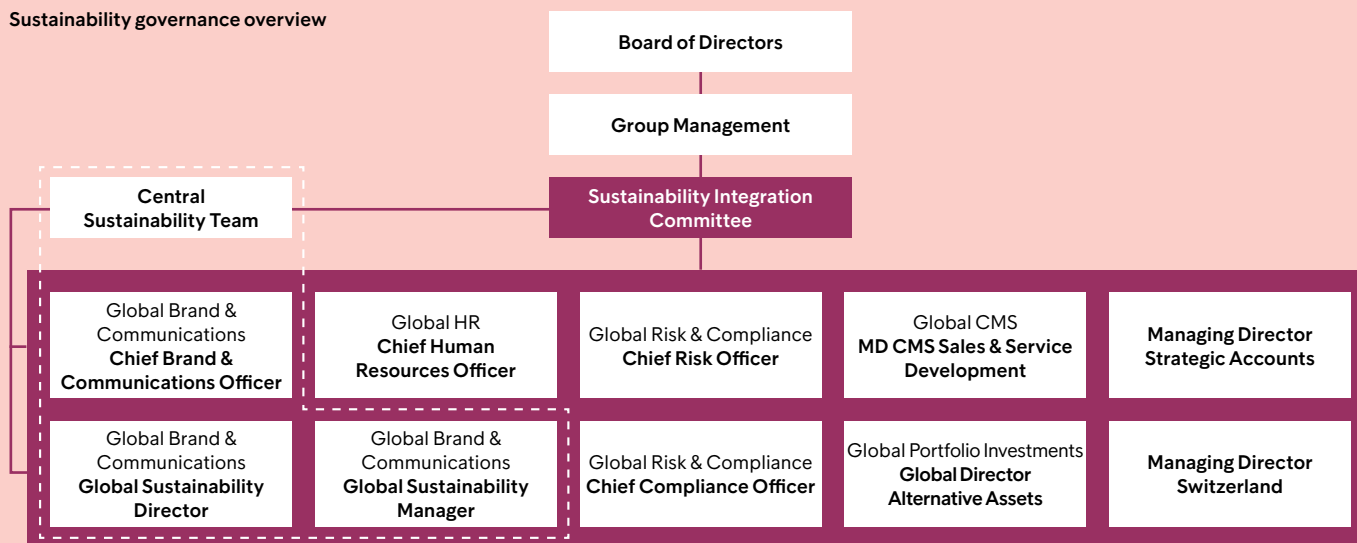 Sustainability governance overview
Board of Directors
Group Management
Central
Sustainability Team
Sustainability Integration
Committee
Global Brand &
Communications
Chief Brand &
Communications Officer
Global HR
Chief Human
Resources Officer
Global Risk & Compliance
Chief Risk Officer
Global CMS
MD CMS Sales & Service
Development
Managing Director
Strategic Accounts
Global Brand &
Communications
Global Sustainability
Director
Global Brand &
Communications
Global Sustainability
Manager
Global Risk & Compliance
Chief Compliance Officer
Global Portfolio Investments
Global Director
Alternative Assets
Managing Director
Switzerland